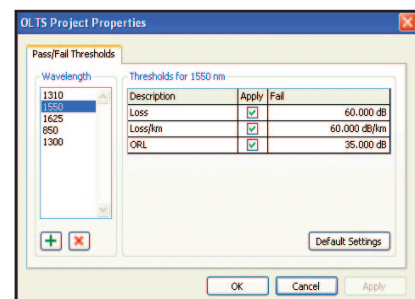 OLTS Project Properties
Pass/Fail Thresholds
Wavelength
1310
1550
1625
850
1300
Thresholds for 1550 nm
Description Apply Fail
Loss 60.000 dB
Loss/km 60.000 dB/km
ORL 35.000 dB
Default Settings
OK Cancel Apply